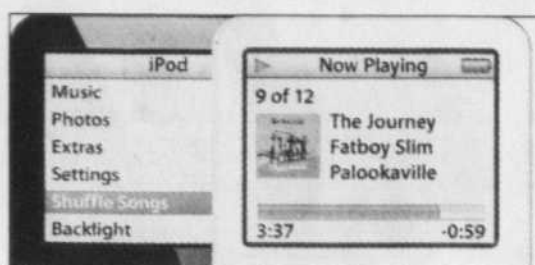 iPod
Music
Photos
Extras
Settings
Shuffle Songs
Backlight
Now Playing
9 of 12
The Journey
Fatboy Slim
Palookaville
3:37
-0:59